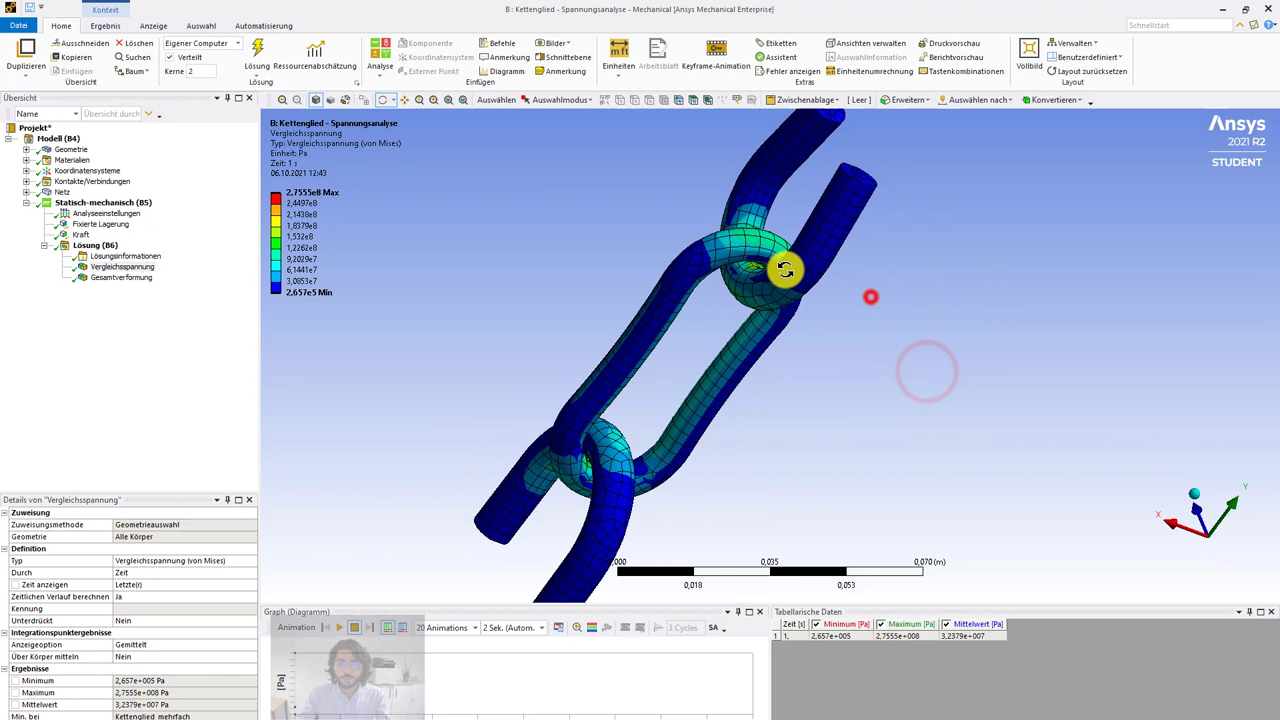 Kontext
B : Kettenglied - Spannungsanalyse - Mechanical [Ansys Mechanical Enterprise]
Datei Home Ergebnis Anzeige Auswahl Automatisierung Schnellstart
Ausschneiden Löschen Eigener Computer Komponente Befehle Bilder Etiketten Ansichten verwalten Druckvorschau Verwalten
Kopieren Suchen Verteilt Koordinatensystem Anmerkung Schnittebene Assistent Auswahlinformation Berichtvorschau Benutzerdefiniert
Duplizieren Einfügen Baum Kerne 2 Lösung Ressourcenabschätzung Analyse Externer Punkt Diagramm Anmerkung Einheiten Arbeitsblatt Keyframe-Animation Fehler anzeigen Einheitenumrechnung Tastenkombinationen Vollbild Layout zurücksetzen
Übersicht Lösung Einfügen Extras Layout
Übersicht
Auswählen Auswahlmodus Zwischenablage [ Leer ] Erweitern Auswählen nach Konvertieren
Name Übersicht durch
Projekt*
Modell (B4)
Geometrie
Materialien
Koordinatensysteme
Kontakte/Verbindungen
Netz
Statisch-mechanisch (B5)
Analyseeinstellungen
Fixierte Lagerung
Kraft
Lösung (B6)
Lösungsinformationen
Vergleichsspannung
Gesamtverformung
B: Kettenglied - Spannungsanalyse
Vergleichsspannung
Typ: Vergleichsspannung (von Mises)
Einheit: Pa
Zeit: 1 s
06.10.2021 12:43
2,7555e8 Max
2,4497e8
2,1438e8
1,8379e8
1,532e8
1,2262e8
9,2029e7
6,1441e7
3,0853e7
2,657e5 Min
Ansys
2021 R2
STUDENT
X
Y
0,035 0,070 (m)
0,018 0,053
Details von "Vergleichsspannung"
Zuweisung
Zuweisungsmethode Geometrieauswahl
Geometrie Alle Körper
Definition
Typ Vergleichsspannung (von Mises)
Durch Zeit
Zeit anzeigen Letzte(r)
Zeitlichen Verlauf berechnen Ja
Kennung
Unterdrückt Nein
Integrationspunktergebnisse
Anzeigeoption Gemittelt
Über Körper mitteln Nein
Ergebnisse
Minimum 2,657e+005 Pa
Maximum 2,7555e+008 Pa
Mittelwert 3,2379e+007 Pa
Min. bei Kettenglied_mehrfach
Graph (Diagramm)
Animation 20 Animations 2 Sek. (Autom. 3 Cycles
[Pa]
Tabellarische Daten
Zeit [s] Minimum [Pa] Maximum [Pa] Mittelwert [Pa]
1 1, 2,657e+005 2,7555e+008 3,2379e+007